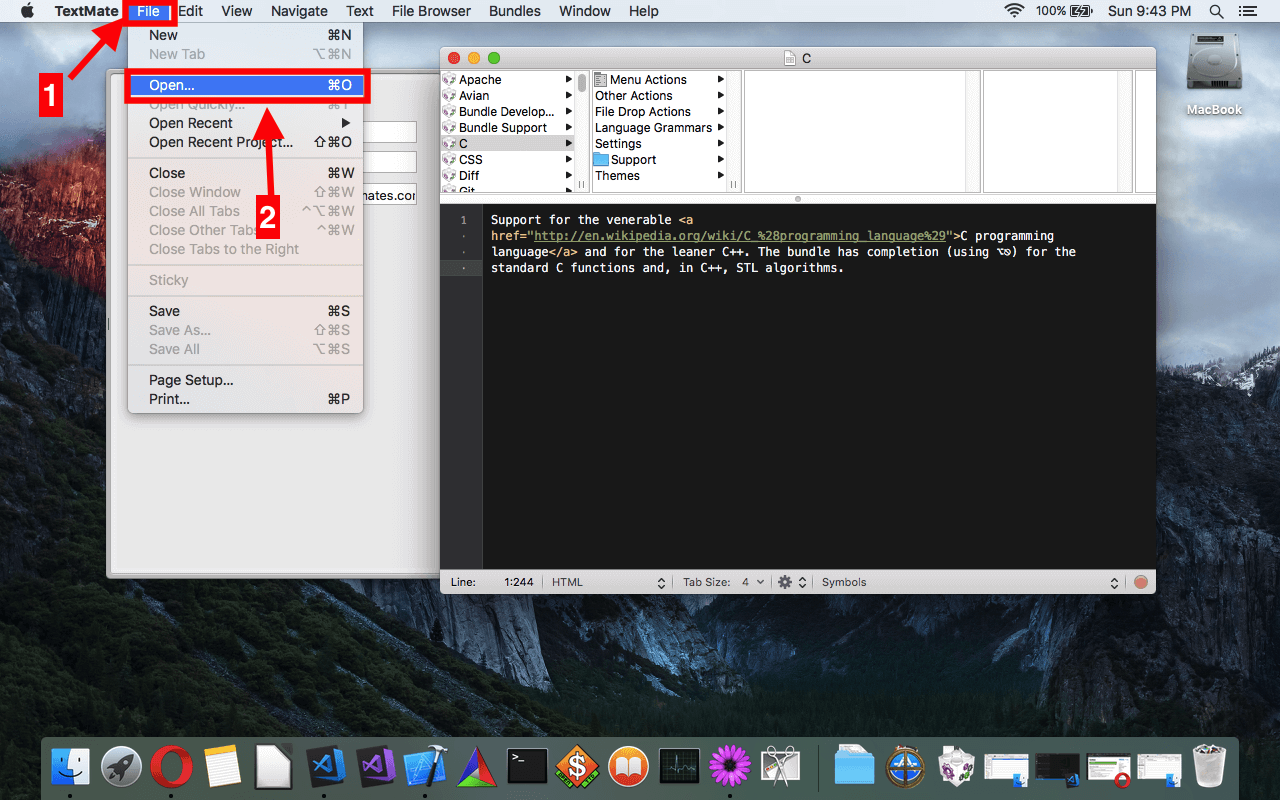 TextMate File Edit View Navigate Text File Browser Bundles Window Help 100% Sun 9:43 PM
1
New ⌘N
New Tab ⌥⌘N
Open... ⌘O
Open Quickly... ⌘T
Open Recent ▶
Open Recent Project... ⇧⌘O
Close ⌘W
Close Window ⇧⌘W
Close All Tabs ^⌥⌘W
Close Other Tabs ^⌘W
Close Tabs to the Right
Sticky
Save ⌘S
Save As... ⇧⌘S
Save All ⌥⌘S
Page Setup...
Print... ⌘P
2
mates.com
C
Apache
Avian
Bundle Develop...
Bundle Support
C
CSS
Diff
Git
Menu Actions
Other Actions
File Drop Actions
Language Grammars
Settings
Support
Themes
1 Support for the venerable <a
href="http://en.wikipedia.org/wiki/C_%28programming_language%29">C programming
language</a> and for the leaner C++. The bundle has completion (using ⌥⎋) for the
standard C functions and, in C++, STL algorithms.
Line: 1:244 HTML Tab Size: 4 Symbols
MacBook